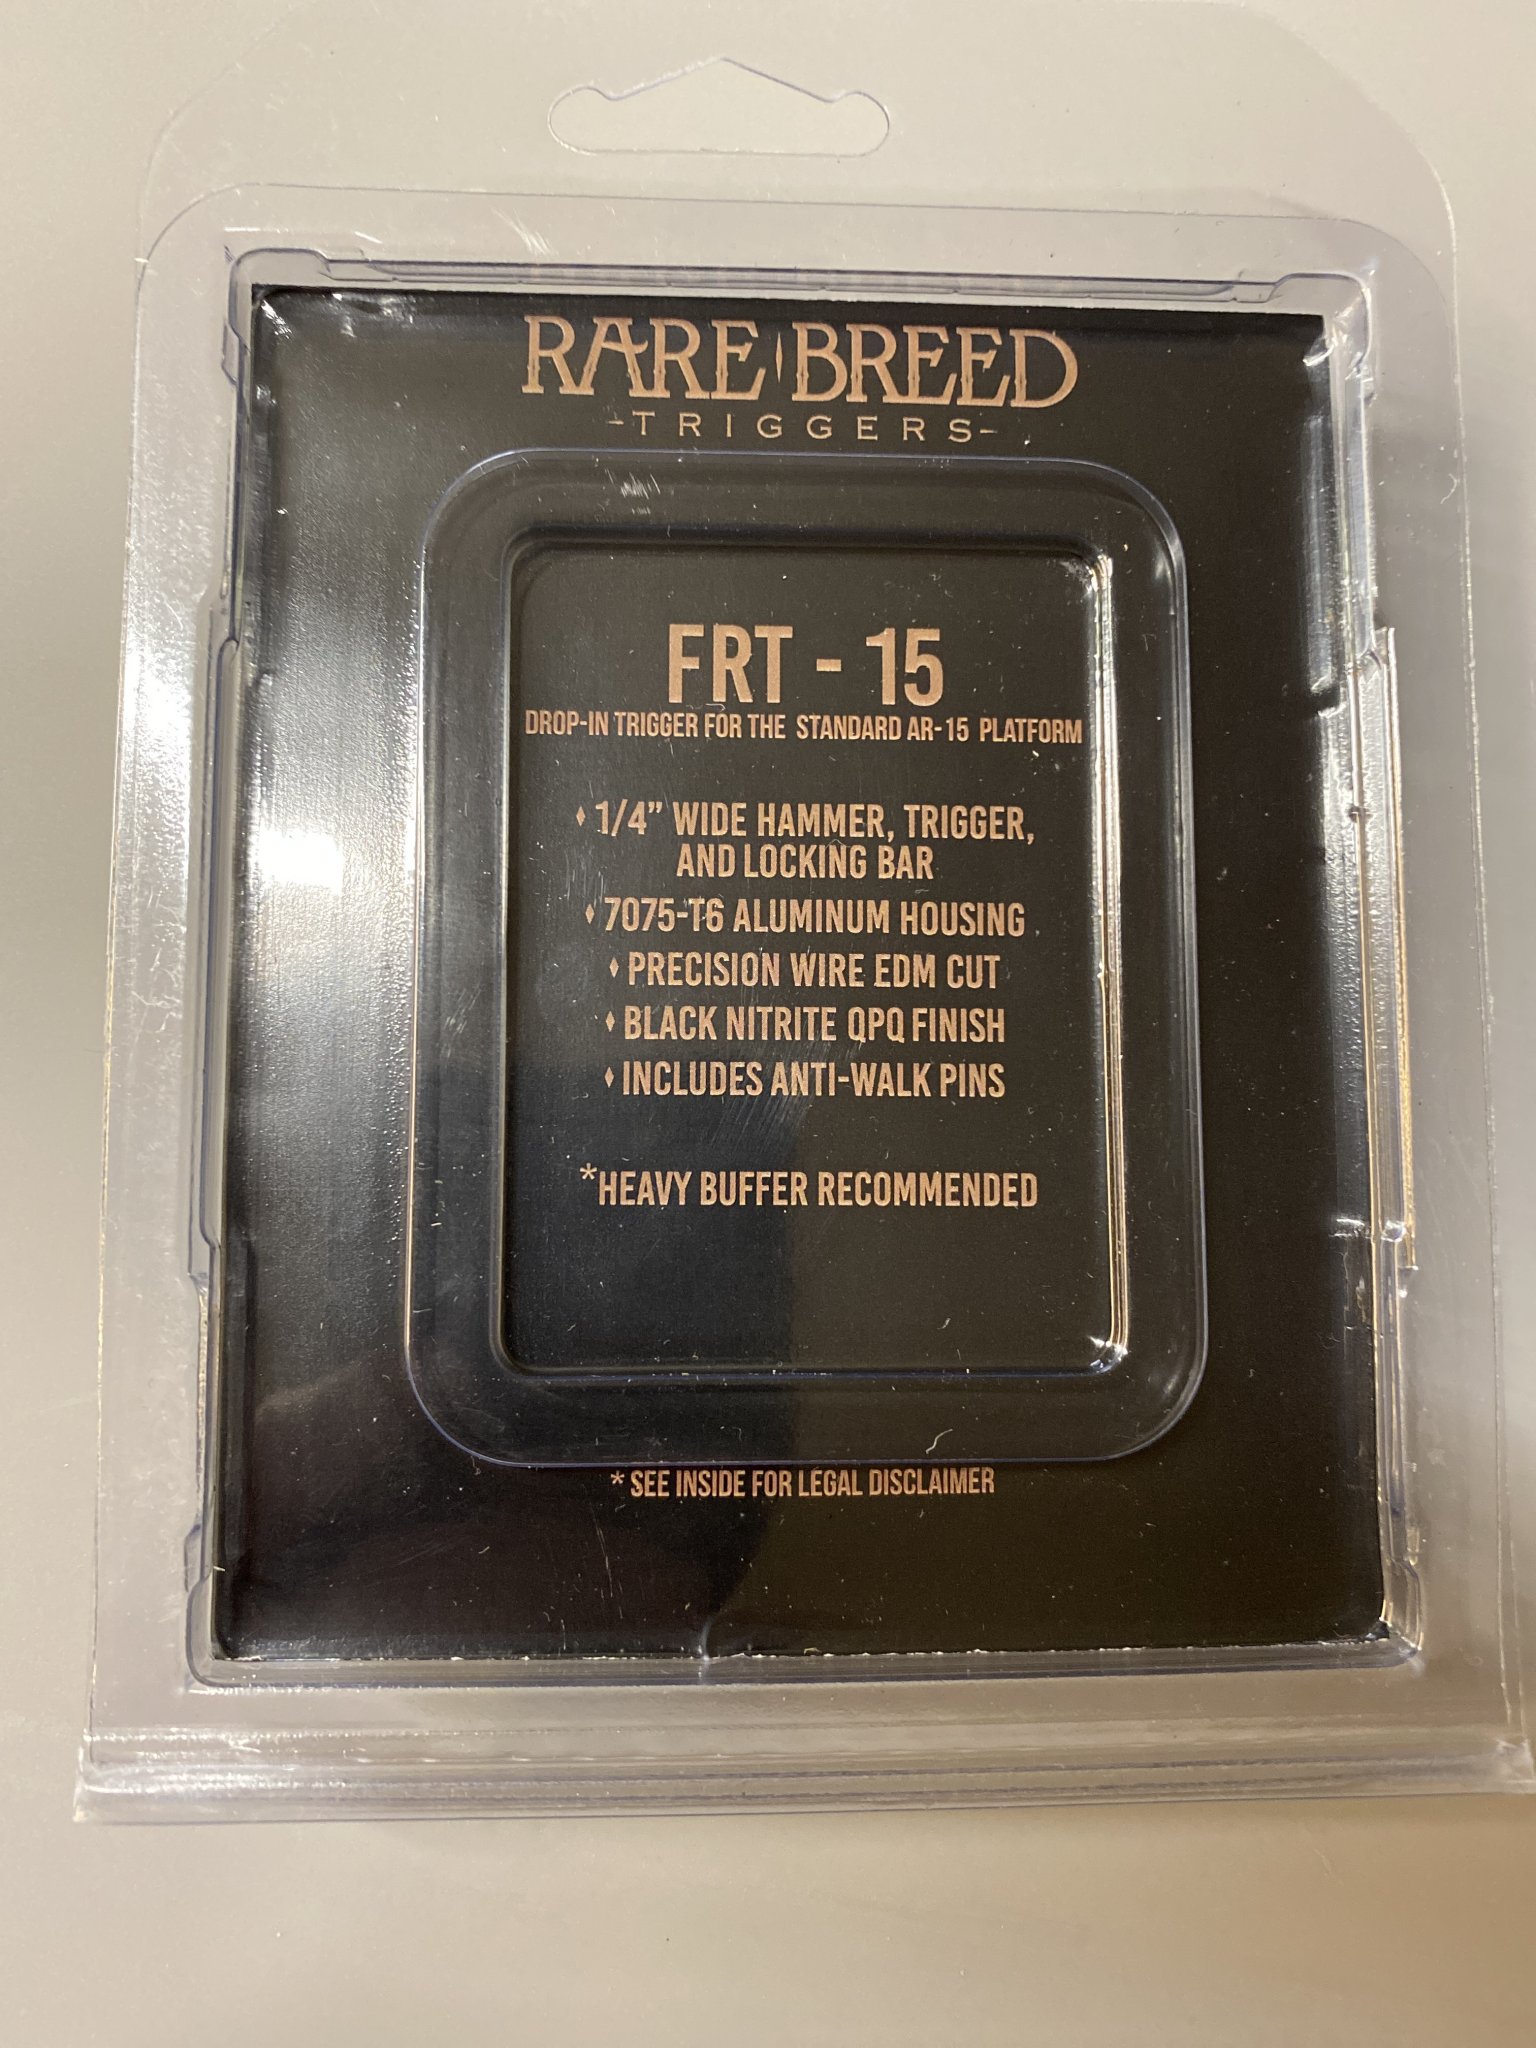 RARE BREED
-TRIGGERS-
FRT - 15
DROP-IN TRIGGER FOR THE STANDARD AR-15 PLATFORM
♦ 1/4” WIDE HAMMER, TRIGGER,
AND LOCKING BAR
♦ 7075-T6 ALUMINUM HOUSING
♦ PRECISION WIRE EDM CUT
♦ BLACK NITRITE QPQ FINISH
♦ INCLUDES ANTI-WALK PINS
*HEAVY BUFFER RECOMMENDED
* SEE INSIDE FOR LEGAL DISCLAIMER